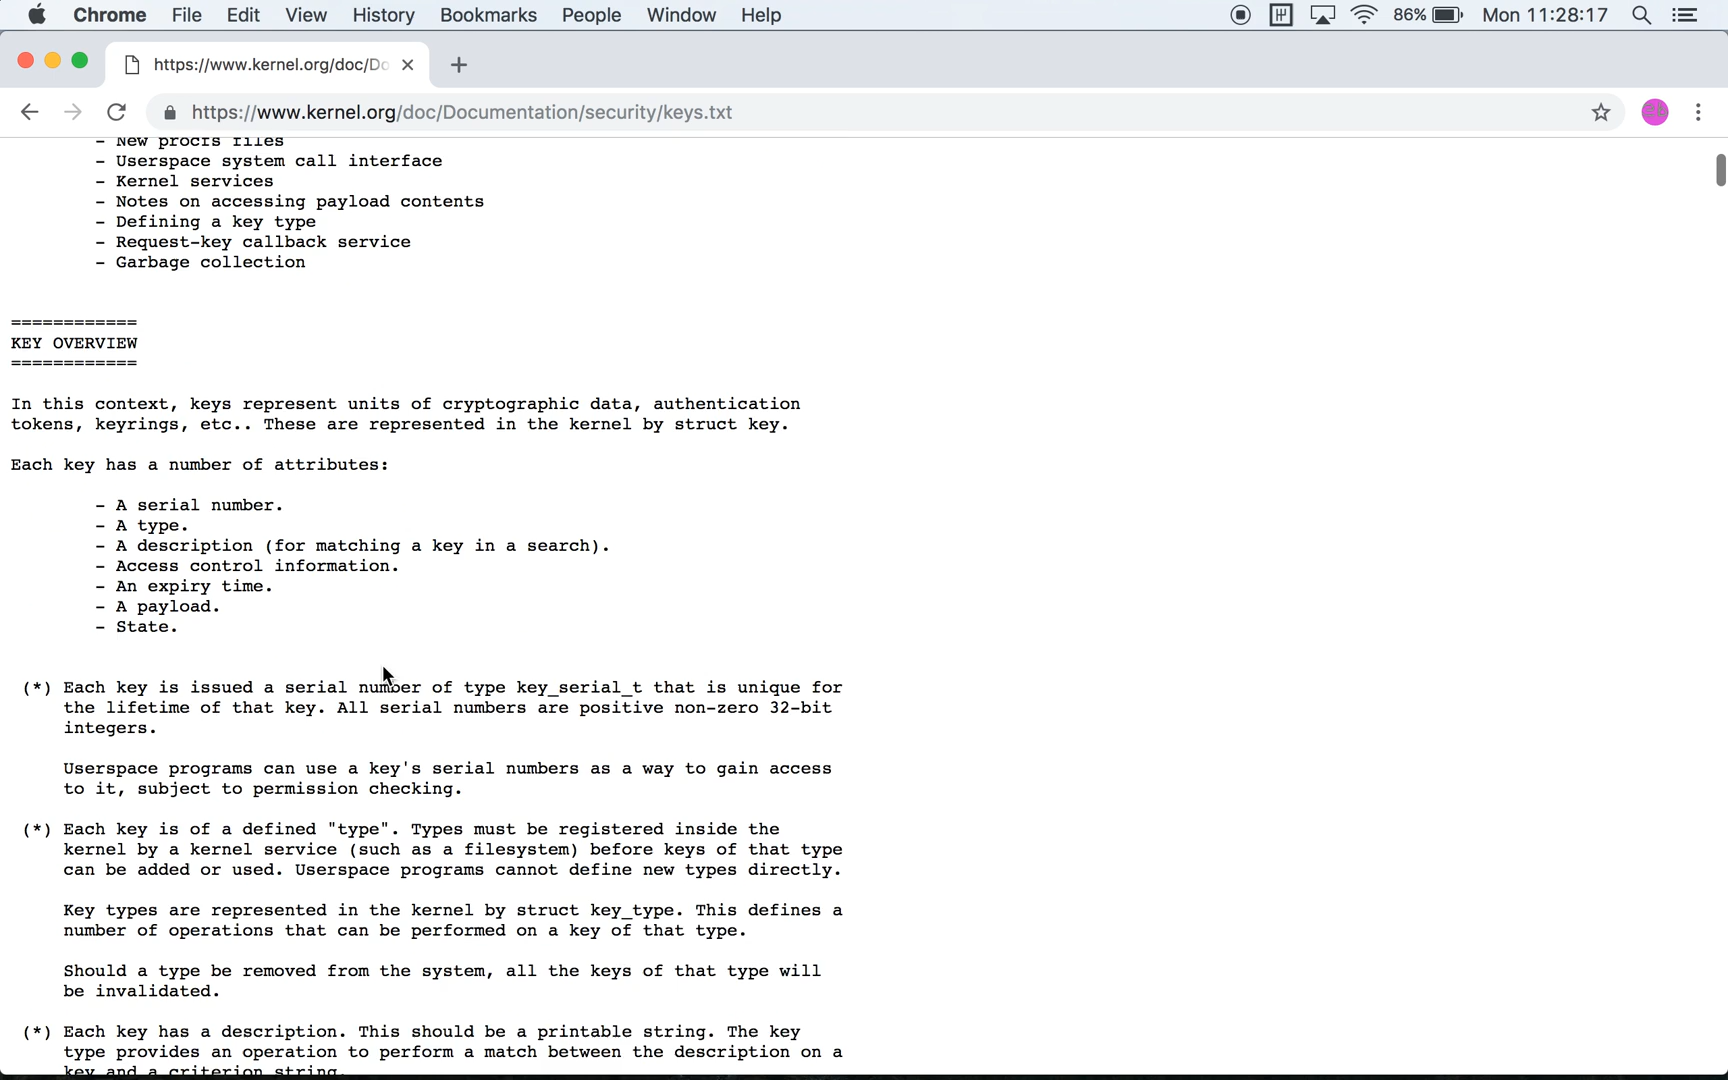 Chrome File Edit View History Bookmarks People Window Help 86% Mon 11:28:17
https://www.kernel.org/doc/Do
https://www.kernel.org/doc/Documentation/security/keys.txt
- New procfs files
- Userspace system call interface
- Kernel services
- Notes on accessing payload contents
- Defining a key type
- Request-key callback service
- Garbage collection
============
KEY OVERVIEW
============
In this context, keys represent units of cryptographic data, authentication
tokens, keyrings, etc.. These are represented in the kernel by struct key.
Each key has a number of attributes:
- A serial number.
- A type.
- A description (for matching a key in a search).
- Access control information.
- An expiry time.
- A payload.
- State.
(*) Each key is issued a serial number of type key_serial_t that is unique for
the lifetime of that key. All serial numbers are positive non-zero 32-bit
integers.
Userspace programs can use a key's serial numbers as a way to gain access
to it, subject to permission checking.
(*) Each key is of a defined "type". Types must be registered inside the
kernel by a kernel service (such as a filesystem) before keys of that type
can be added or used. Userspace programs cannot define new types directly.
Key types are represented in the kernel by struct key_type. This defines a
number of operations that can be performed on a key of that type.
Should a type be removed from the system, all the keys of that type will
be invalidated.
(*) Each key has a description. This should be a printable string. The key
type provides an operation to perform a match between the description on a
key and a criterion string.